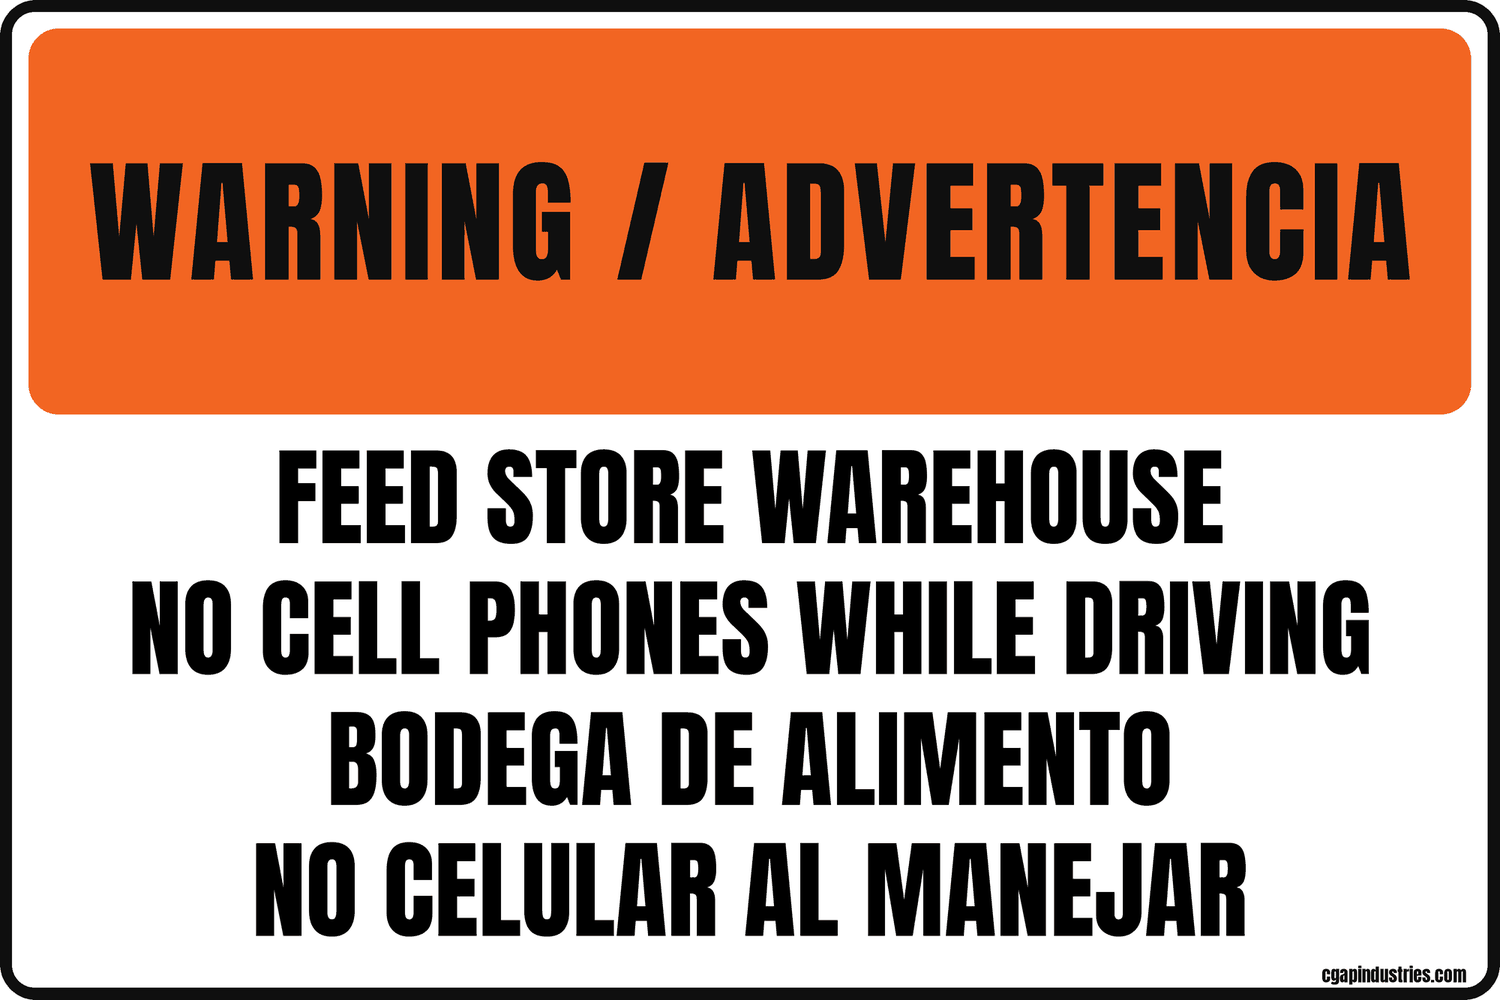 WARNING / ADVERTENCIA
FEED STORE WAREHOUSE
NO CELL PHONES WHILE DRIVING
BODEGA DE ALIMENTO
NO CELULAR AL MANEJAR
cgapindustries.com